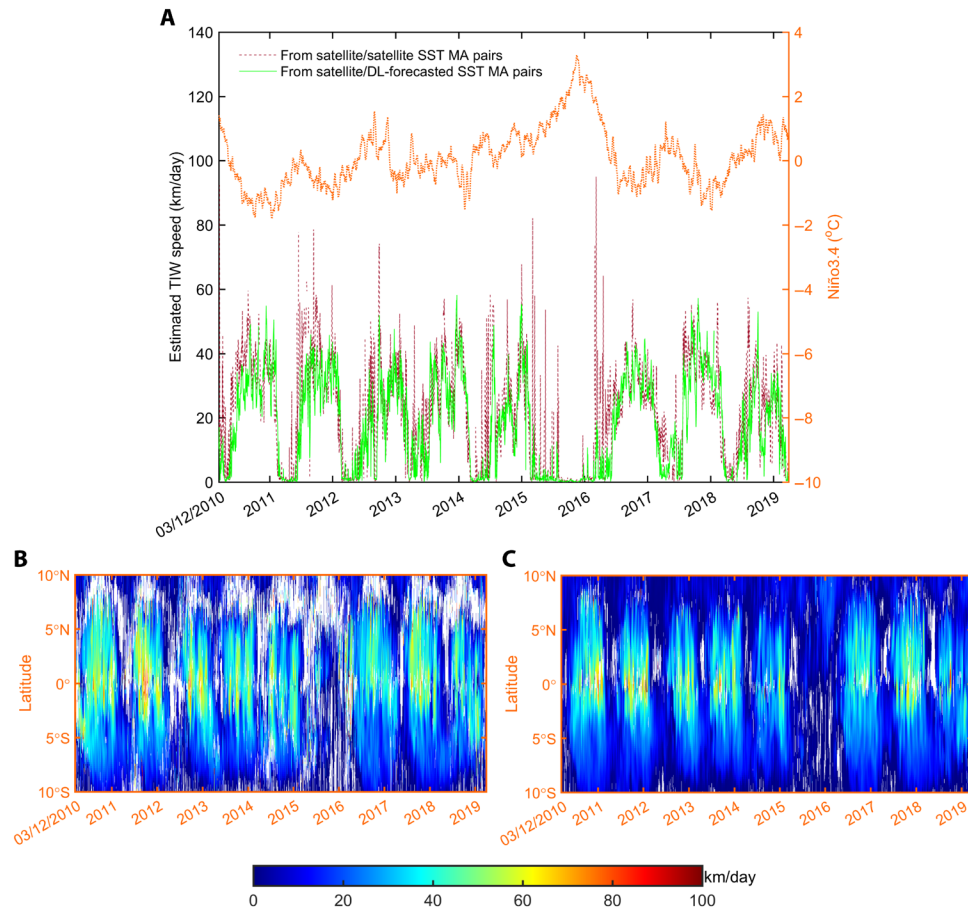 A
From satellite/satellite SST MA pairs
From satellite/DL-forecasted SST MA pairs
Estimated TIW speed (km/day)
140
120
100
80
60
40
20
0
4
2
0
−2
−4
−6
−8
−10
Niño3.4 (°C)
03/12/2010 2011 2012 2013 2014 2015 2016 2017 2018 2019
B
Latitude
10°N
5°N
0°
5°S
10°S
03/12/2010 2011 2012 2013 2014 2015 2016 2017 2018 2019
C
Latitude
10°N
5°N
0°
5°S
10°S
03/12/2010 2011 2012 2013 2014 2015 2016 2017 2018 2019
km/day
0 20 40 60 80 100